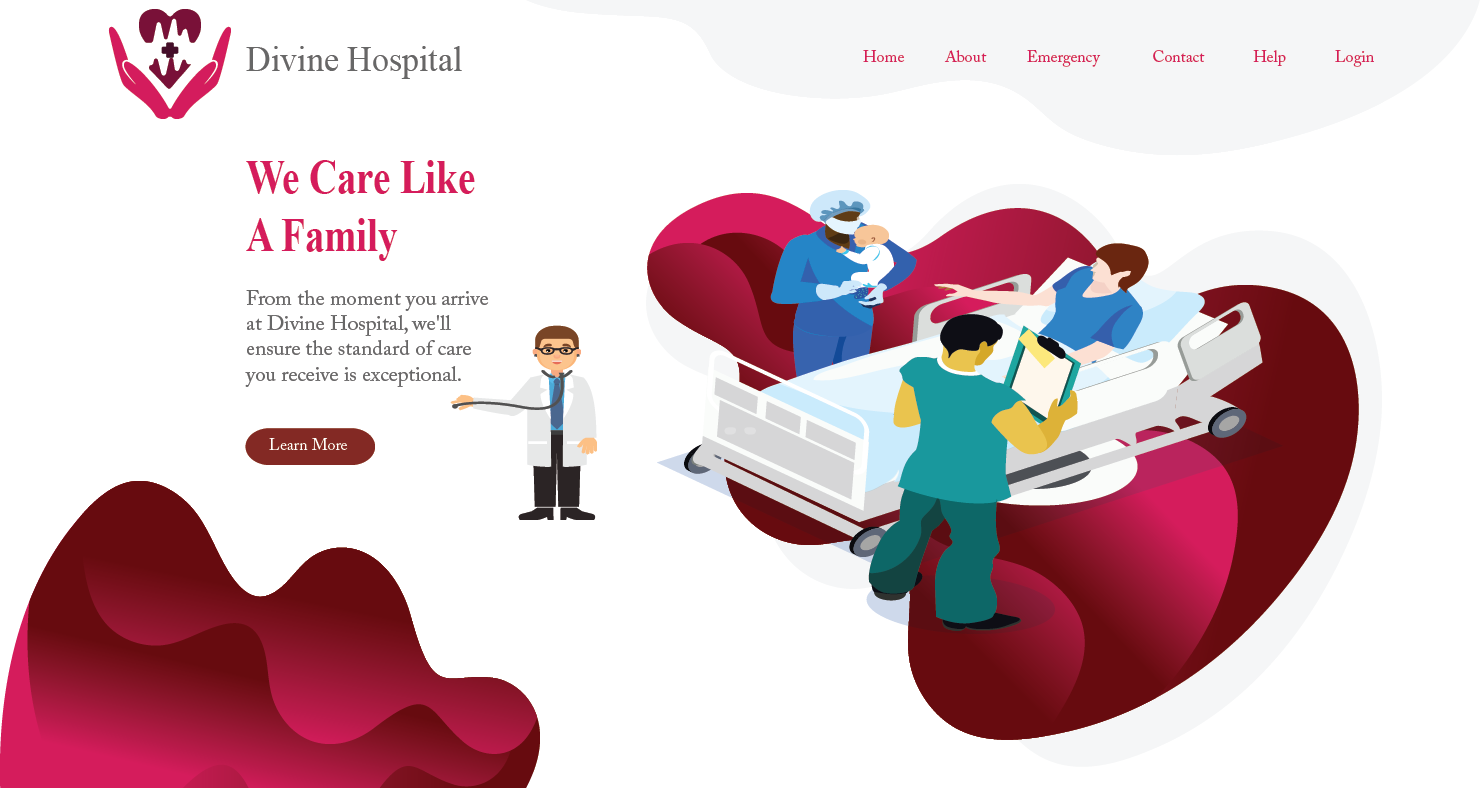 Divine Hospital
Home About Emergency Contact Help Login
We Care Like
A Family
From the moment you arrive
at Divine Hospital, we'll
ensure the standard of care
you receive is exceptional.
Learn More